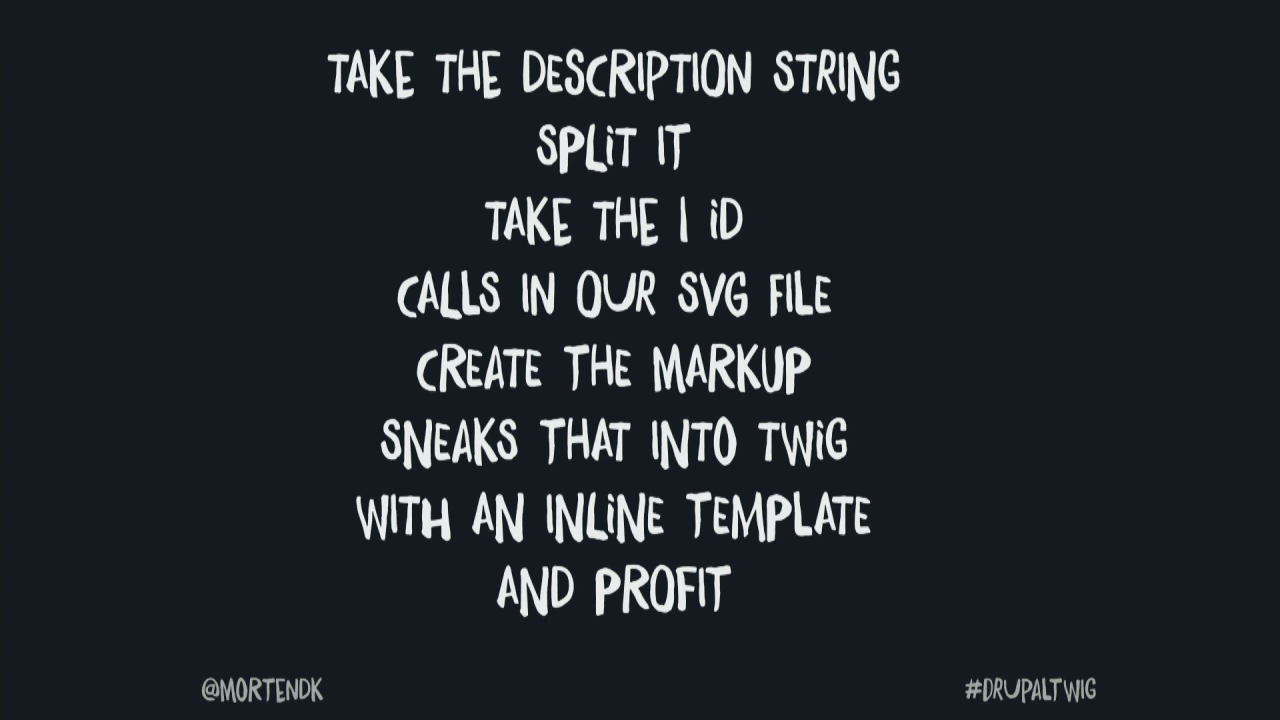 TAKE THE DESCRIPTION STRING
SPLIT IT
TAKE THE 1 ID
CALLS IN OUR SVG FILE
CREATE THE MARKUP
SNEAKS THAT INTO TWIG
WITH AN INLINE TEMPLATE
AND PROFIT
@MORTENDK #DRUPALTWIG